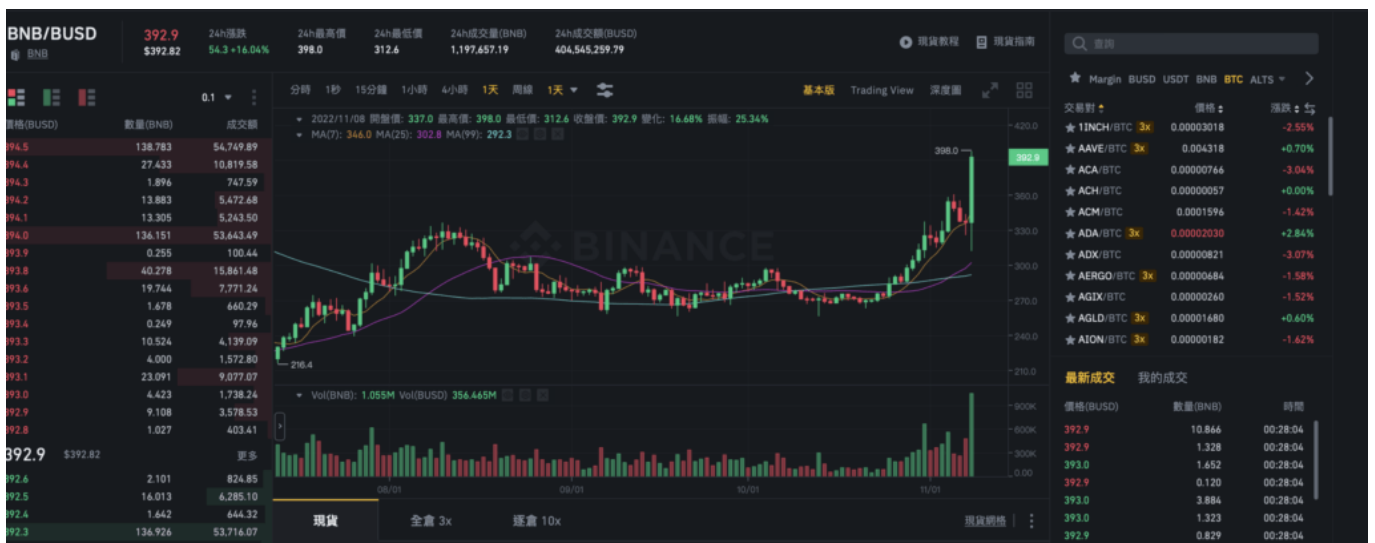 BNB/BUSD
BNB
392.9
$392.82
24h漲跌
54.3 +16.04%
24h最高價
398.0
24h最低價
312.6
24h成交量(BNB)
1,197,657.19
24h成交額(BUSD)
404,545,259.79
現貨教程
現貨指南
查詢
0.1
分時 1秒 15分鐘 1小時 4小時 1天 周線 1天
基本版 Trading View 深度圖
Margin BUSD USDT BNB BTC ALTS
價格(BUSD) 數量(BNB) 成交額
394.5 138.783 54,749.89
394.4 27.433 10,819.58
394.3 1.896 747.59
394.2 13.883 5,472.68
394.1 13.305 5,243.50
394.0 136.151 53,643.49
393.9 0.255 100.44
393.8 40.278 15,861.48
393.6 19.744 7,771.24
393.5 1.678 660.29
393.4 0.249 97.96
393.3 10.524 4,139.09
393.2 4.000 1,572.80
393.1 23.091 9,077.07
393.0 4.423 1,738.24
392.9 9.108 3,578.53
392.8 1.027 403.41
392.9 $392.82 更多
392.6 2.101 824.85
392.5 16.013 6,285.10
392.4 1.642 644.32
392.3 136.926 53,716.07
2022/11/08 開盤價: 337.0 最高價: 398.0 最低價: 312.6 收盤價: 392.9 變化: 16.68% 振幅: 25.34%
MA(7): 346.0 MA(25): 302.8 MA(99): 292.3
BINANCE
398.0
216.4
420.0
392.9
360.0
330.0
300.0
270.0
240.0
210.0
Vol(BNB): 1.055M Vol(BUSD) 356.465M
900K
600K
300K
0.00
08/01 09/01 10/01 11/01
現貨 全倉 3x 逐倉 10x
現貨網格
交易對 價格 漲跌
1INCH/BTC 3x 0.00003018 -2.55%
AAVE/BTC 3x 0.004318 +0.70%
ACA/BTC 0.00000766 -3.04%
ACH/BTC 0.00000057 +0.00%
ACM/BTC 0.0001596 -1.42%
ADA/BTC 3x 0.00002030 +2.84%
ADX/BTC 0.00000821 -3.07%
AERGO/BTC 3x 0.00000684 -1.58%
AGIX/BTC 0.00000260 -1.52%
AGLD/BTC 3x 0.00001680 +0.60%
AION/BTC 3x 0.00000182 -1.62%
最新成交 我的成交
價格(BUSD) 數量(BNB) 時間
392.9 10.866 00:28:04
392.9 1.328 00:28:04
393.0 1.652 00:28:04
392.9 0.120 00:28:04
393.0 3.884 00:28:04
393.0 1.323 00:28:04
392.9 0.829 00:28:04